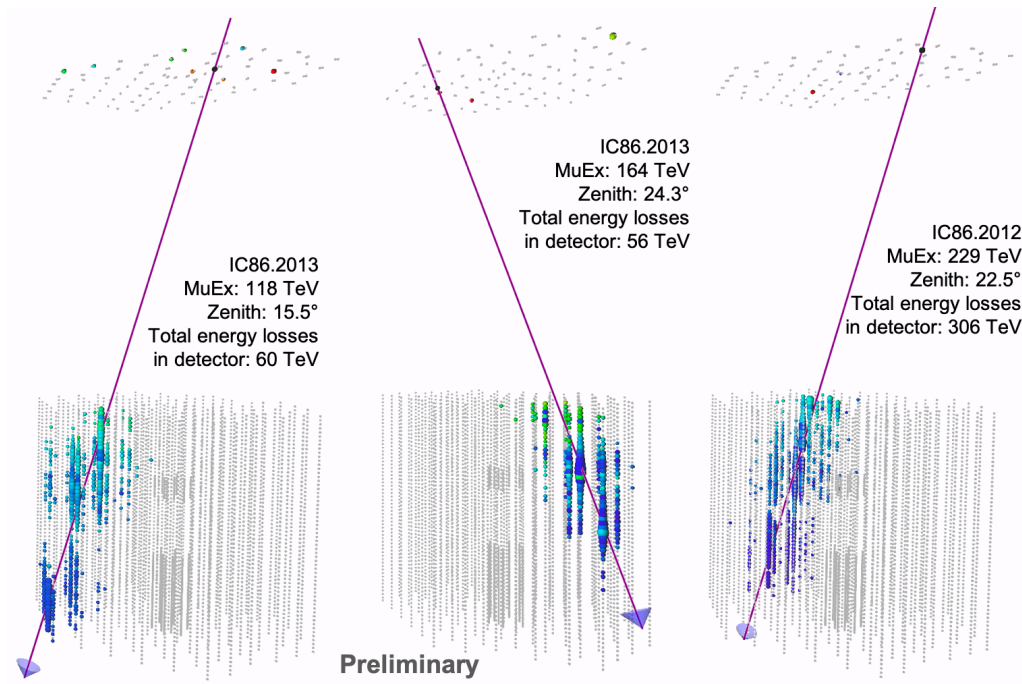 IC86.2013
MuEx: 118 TeV
Zenith: 15.5°
Total energy losses
in detector: 60 TeV
IC86.2013
MuEx: 164 TeV
Zenith: 24.3°
Total energy losses
in detector: 56 TeV
IC86.2012
MuEx: 229 TeV
Zenith: 22.5°
Total energy losses
in detector: 306 TeV
Preliminary